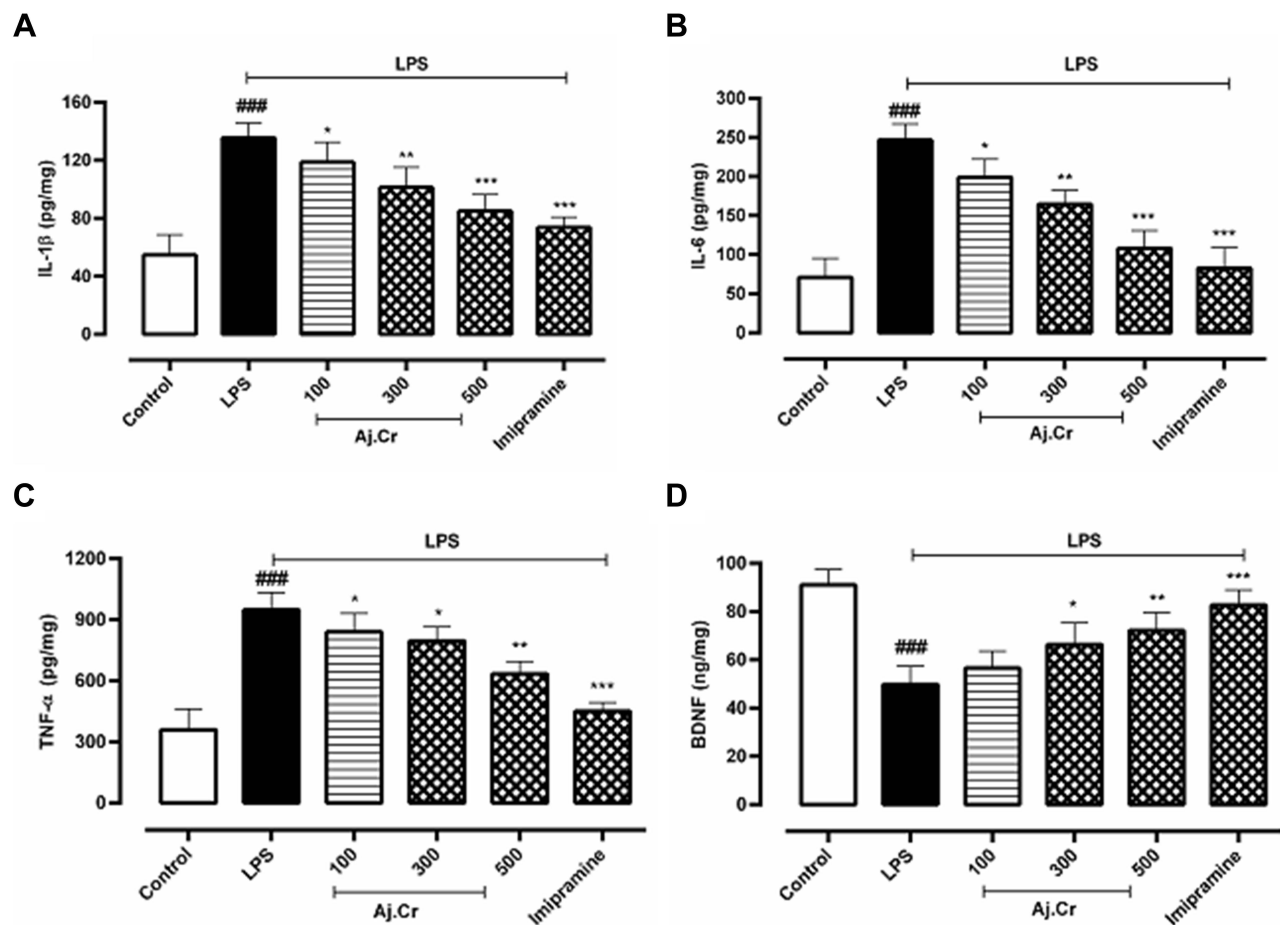 A
LPS
160
120
80
40
0
IL-1β (pg/mg)
###
*
**
***
***
Control
LPS
100
300
500
Imipramine
Aj.Cr
B
LPS
300
250
200
150
100
50
0
IL-6 (pg/mg)
###
*
**
***
***
Control
LPS
100
300
500
Imipramine
Aj.Cr
C
LPS
1200
900
600
300
0
TNF-α (pg/mg)
###
*
*
**
***
Control
LPS
100
300
500
Imipramine
Aj.Cr
D
LPS
100
80
60
40
20
0
BDNF (ng/mg)
###
*
**
***
Control
LPS
100
300
500
Imipramine
Aj.Cr